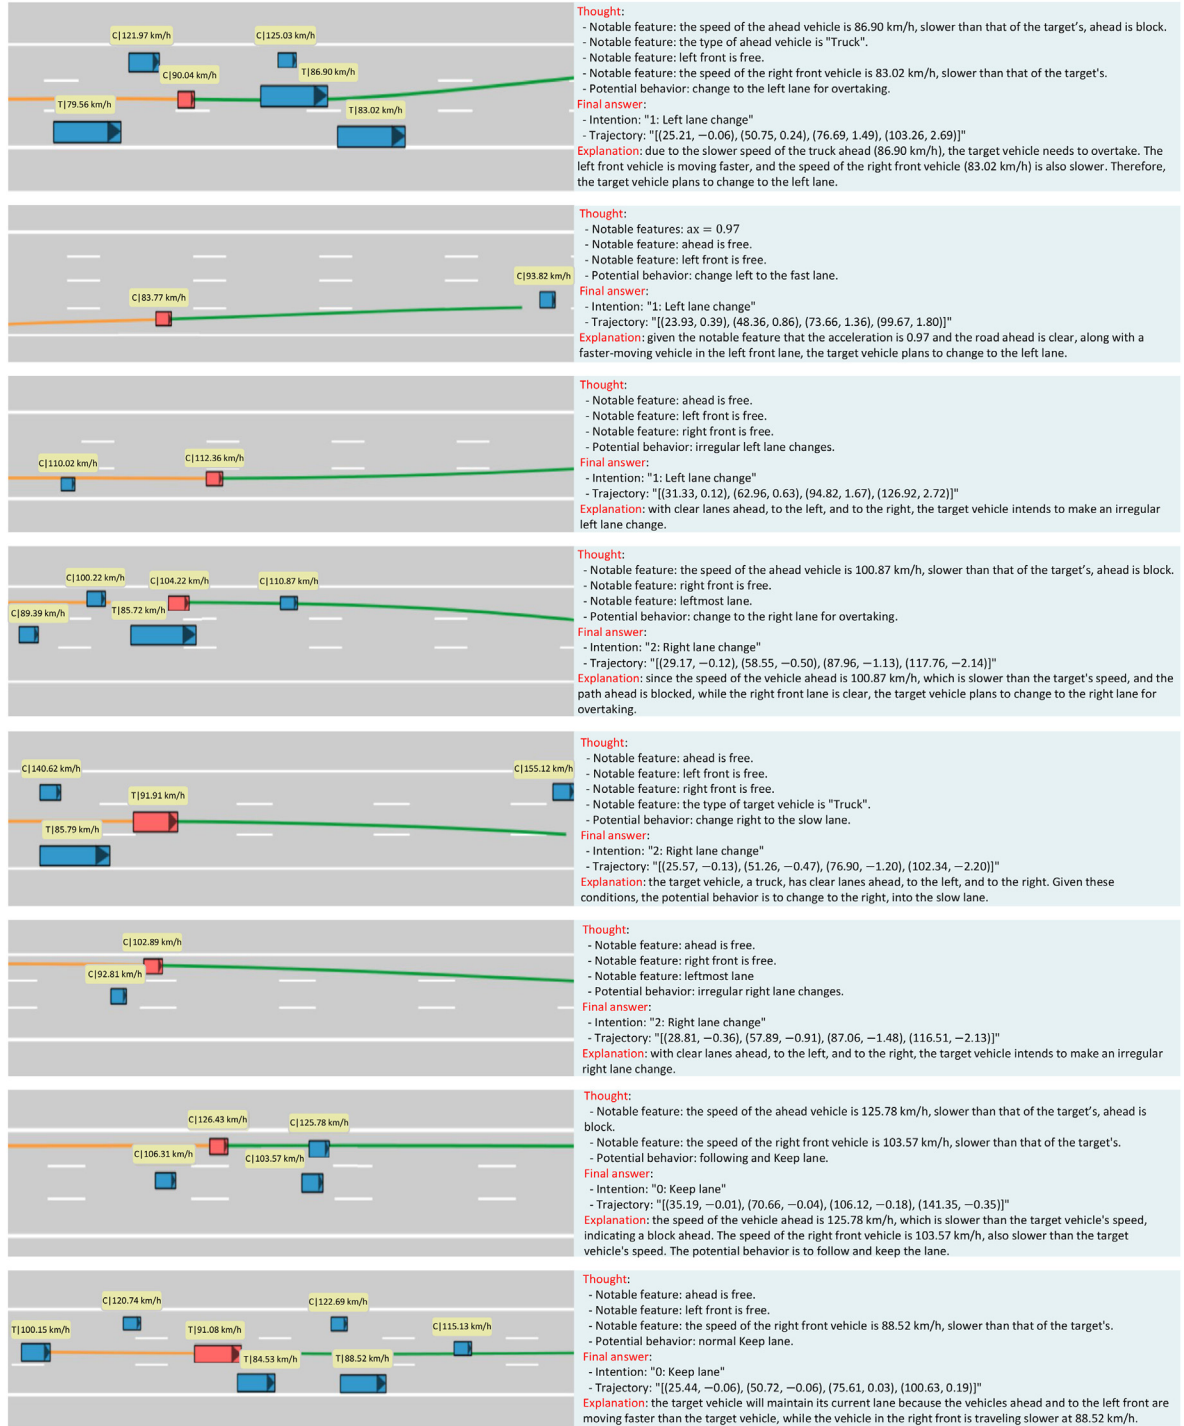 C|121.97 km/h
C|125.03 km/h
C|90.04 km/h
T|86.90 km/h
T|79.56 km/h
T|83.02 km/h
Thought:
- Notable feature: the speed of the ahead vehicle is 86.90 km/h, slower than that of the target's, ahead is block.
- Notable feature: the type of ahead vehicle is "Truck".
- Notable feature: left front is free.
- Notable feature: the speed of the right front vehicle is 83.02 km/h, slower than that of the target's.
- Potential behavior: change to the left lane for overtaking.
Final answer:
- Intention: "1: Left lane change"
- Trajectory: "[(25.21, −0.06), (50.75, 0.24), (76.69, 1.49), (103.26, 2.69)]"
Explanation: due to the slower speed of the truck ahead (86.90 km/h), the target vehicle needs to overtake. The
left front vehicle is moving faster, and the speed of the right front vehicle (83.02 km/h) is also slower. Therefore,
the target vehicle plans to change to the left lane.
C|93.82 km/h
C|83.77 km/h
Thought:
- Notable features: ax = 0.97
- Notable feature: ahead is free.
- Notable feature: left front is free.
- Potential behavior: change left to the fast lane.
Final answer:
- Intention: "1: Left lane change"
- Trajectory: "[(23.93, 0.39), (48.36, 0.86), (73.66, 1.36), (99.67, 1.80)]"
Explanation: given the notable feature that the acceleration is 0.97 and the road ahead is clear, along with a
faster-moving vehicle in the left front lane, the target vehicle plans to change to the left lane.
C|110.02 km/h
C|112.36 km/h
Thought:
- Notable feature: ahead is free.
- Notable feature: left front is free.
- Notable feature: right front is free.
- Potential behavior: irregular left lane changes.
Final answer:
- Intention: "1: Left lane change"
- Trajectory: "[(31.33, 0.12), (62.96, 0.63), (94.82, 1.67), (126.92, 2.72)]"
Explanation: with clear lanes ahead, to the left, and to the right, the target vehicle intends to make an irregular
left lane change.
C|100.22 km/h
C|104.22 km/h
C|110.87 km/h
C|89.39 km/h
T|85.72 km/h
Thought:
- Notable feature: the speed of the ahead vehicle is 100.87 km/h, slower than that of the target's, ahead is block.
- Notable feature: right front is free.
- Notable feature: leftmost lane.
- Potential behavior: change to the right lane for overtaking.
Final answer:
- Intention: "2: Right lane change"
- Trajectory: "[(29.17, −0.12), (58.55, −0.50), (87.96, −1.13), (117.76, −2.14)]"
Explanation: since the speed of the vehicle ahead is 100.87 km/h, which is slower than the target's speed, and the
path ahead is blocked, while the right front lane is clear, the target vehicle plans to change to the right lane for
overtaking.
C|140.62 km/h
C|155.12 km/h
T|91.91 km/h
T|85.79 km/h
Thought:
- Notable feature: ahead is free.
- Notable feature: left front is free.
- Notable feature: right front is free.
- Notable feature: the type of target vehicle is "Truck".
- Potential behavior: change right to the slow lane.
Final answer:
- Intention: "2: Right lane change"
- Trajectory: "[(25.57, −0.13), (51.26, −0.47), (76.90, −1.20), (102.34, −2.20)]"
Explanation: the target vehicle, a truck, has clear lanes ahead, to the left, and to the right. Given these
conditions, the potential behavior is to change to the right, into the slow lane.
C|102.89 km/h
C|92.81 km/h
Thought:
- Notable feature: ahead is free.
- Notable feature: right front is free.
- Notable feature: leftmost lane
- Potential behavior: irregular right lane changes.
Final answer:
- Intention: "2: Right lane change"
- Trajectory: "[(28.81, −0.36), (57.89, −0.91), (87.06, −1.48), (116.51, −2.13)]"
Explanation: with clear lanes ahead, to the left, and to the right, the target vehicle intends to make an irregular
right lane change.
C|126.43 km/h
C|125.78 km/h
C|106.31 km/h
C|103.57 km/h
Thought:
- Notable feature: the speed of the ahead vehicle is 125.78 km/h, slower than that of the target's, ahead is
block.
- Notable feature: the speed of the right front vehicle is 103.57 km/h, slower than that of the target's.
- Potential behavior: following and Keep lane.
Final answer:
- Intention: "0: Keep lane"
- Trajectory: "[(35.19, −0.01), (70.66, −0.04), (106.12, −0.18), (141.35, −0.35)]"
Explanation: the speed of the vehicle ahead is 125.78 km/h, which is slower than the target vehicle's speed,
indicating a block ahead. The speed of the right front vehicle is 103.57 km/h, also slower than the target
vehicle's speed. The potential behavior is to follow and keep the lane.
C|120.74 km/h
C|122.69 km/h
T|100.15 km/h
T|91.08 km/h
C|115.13 km/h
T|84.53 km/h
T|88.52 km/h
Thought:
- Notable feature: ahead is free.
- Notable feature: left front is free.
- Notable feature: the speed of the right front vehicle is 88.52 km/h, slower than that of the target's.
- Potential behavior: normal Keep lane.
Final answer:
- Intention: "0: Keep lane"
- Trajectory: "[(25.44, −0.06), (50.72, −0.06), (75.61, 0.03), (100.63, 0.19)]"
Explanation: the target vehicle will maintain its current lane because the vehicles ahead and to the left front are
moving faster than the target vehicle, while the vehicle in the right front is traveling slower at 88.52 km/h.